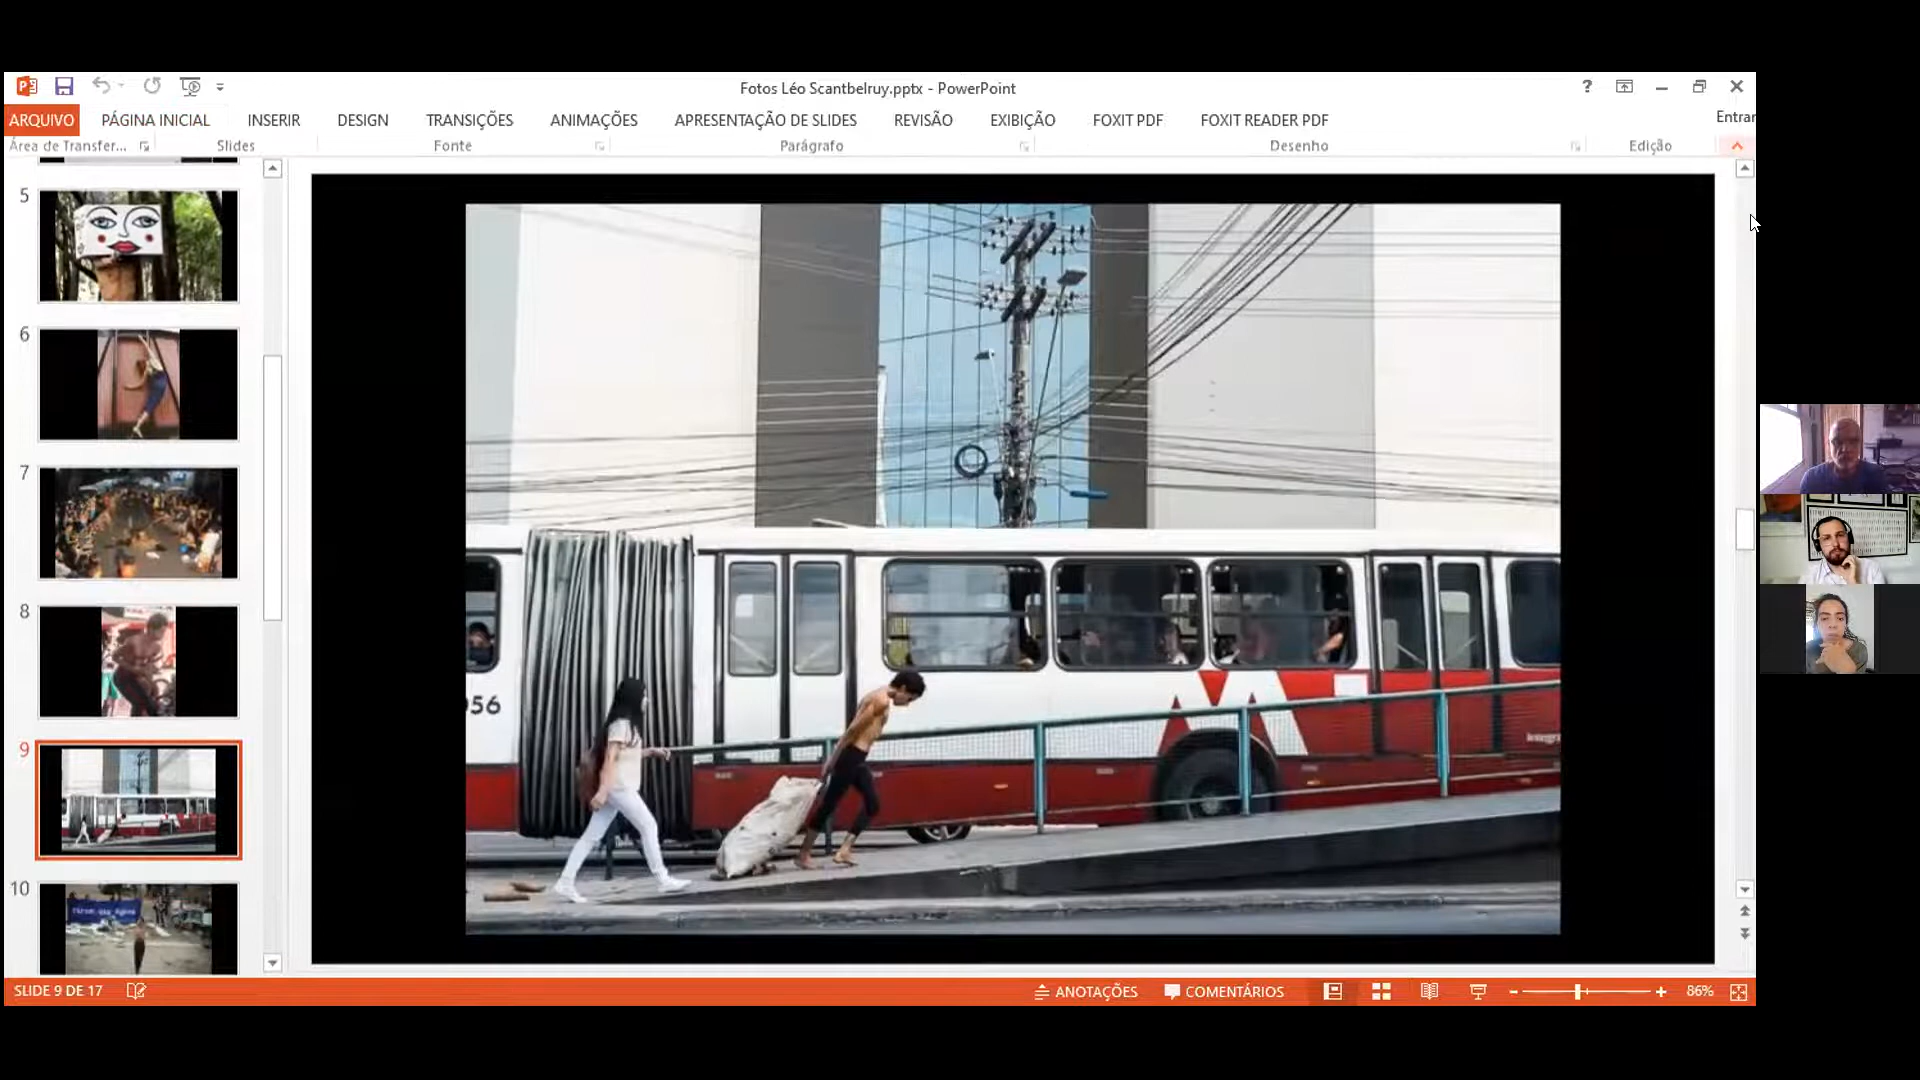 Fotos Léo Scantbelruy.pptx - PowerPoint
ARQUIVO PÁGINA INICIAL INSERIR DESIGN TRANSIÇÕES ANIMAÇÕES APRESENTAÇÃO DE SLIDES REVISÃO EXIBIÇÃO FOXIT PDF FOXIT READER PDF Entrar
Área de Transfer... Slides Fonte Parágrafo Desenho Edição
5
6
7
8
9
10
56
SLIDE 9 DE 17 ANOTAÇÕES COMENTÁRIOS 86%